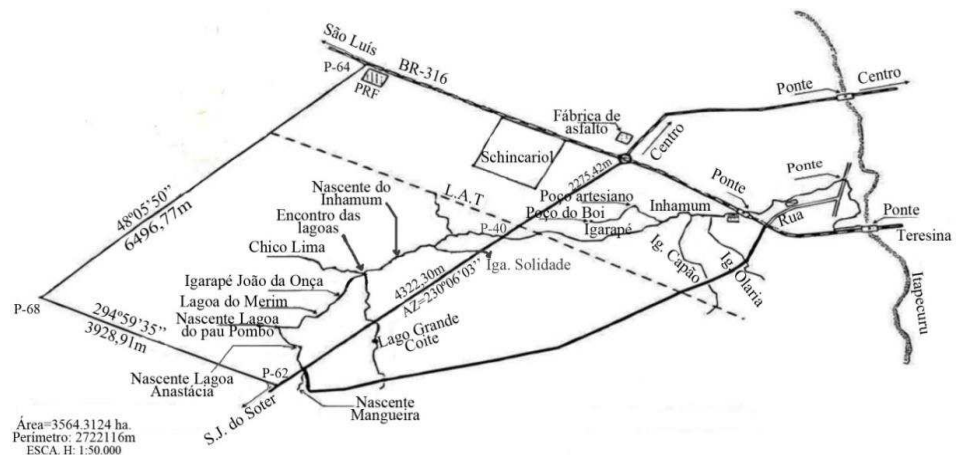 São Luís
BR-316
P-64
PRF
Ponte
Centro
Fábrica de
asfalto
Centro
Schincariol
2275,42m
Ponte
Ponte
Nascente do
Inhamum
L.A.T
Poço artesiano
Inhamum
Rua
48º05'50''
6496,77m
Encontro das
lagoas
Poço do Boi
Igarapé
Ponte
Teresina
P-40
Chico Lima
Iga. Solidade
Ig. Capão
Ig. Olaria
Igarapé João da Onça
4322,30m
AZ=230º06'03''
Itapecuru
P-68
Lagoa do Merim
294º59'35''
3928,91m
Nascente Lagoa
do pau Pombo
Lago Grande
Coite
Nascente Lagoa
Anastácia
P-62
S.J. do Soter
Nascente
Mangueira
Área=3564.3124 ha.
Perímetro: 2722116m
ESCA. H: 1:50.000